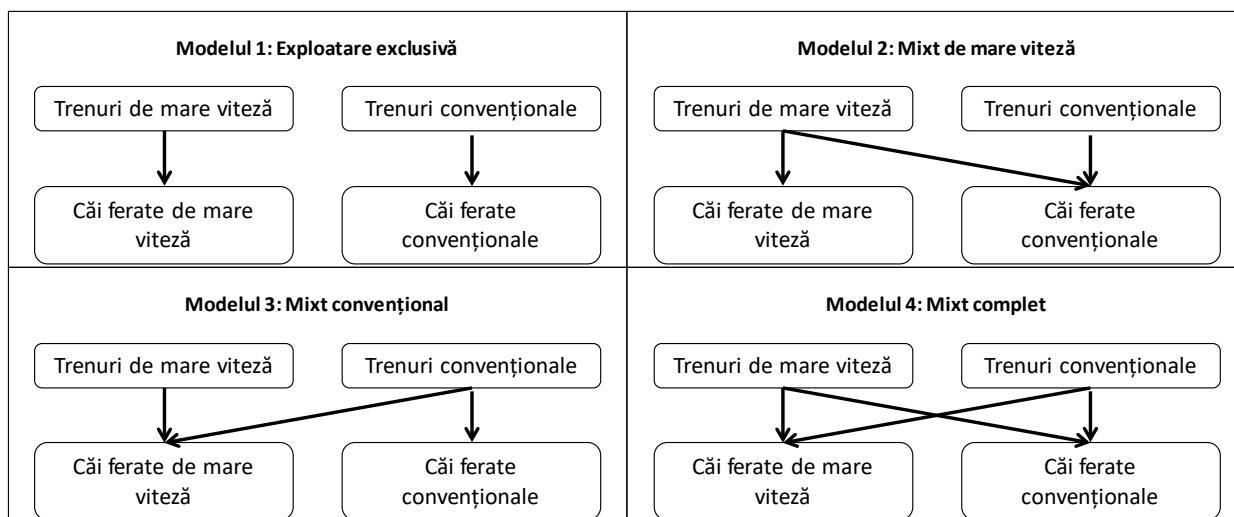 Modelul 1: Exploatare exclusivă
Trenuri de mare viteză
Trenuri convenționale
Căi ferate de mare
viteză
Căi ferate
convenționale
Modelul 2: Mixt de mare viteză
Trenuri de mare viteză
Trenuri convenționale
Căi ferate de mare
viteză
Căi ferate
convenționale
Modelul 3: Mixt convențional
Trenuri de mare viteză
Trenuri convenționale
Căi ferate de mare
viteză
Căi ferate
convenționale
Modelul 4: Mixt complet
Trenuri de mare viteză
Trenuri convenționale
Căi ferate de mare
viteză
Căi ferate
convenționale